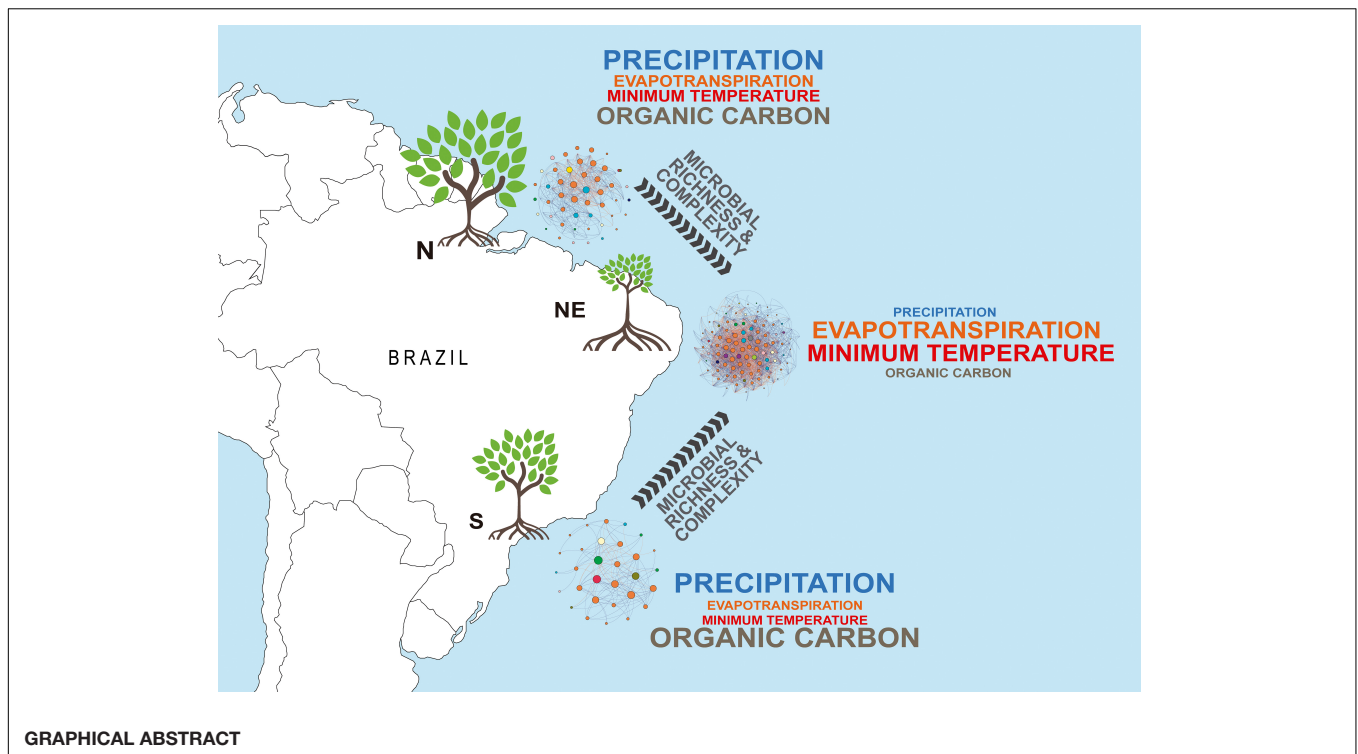 PRECIPITATION
EVAPOTRANSPIRATION
MINIMUM TEMPERATURE
ORGANIC CARBON
MICROBIAL
RICHNESS &
COMPLEXITY
N
NE
BRAZIL
PRECIPITATION
EVAPOTRANSPIRATION
MINIMUM TEMPERATURE
ORGANIC CARBON
MICROBIAL
RICHNESS &
COMPLEXITY
S
PRECIPITATION
EVAPOTRANSPIRATION
MINIMUM TEMPERATURE
ORGANIC CARBON
GRAPHICAL ABSTRACT